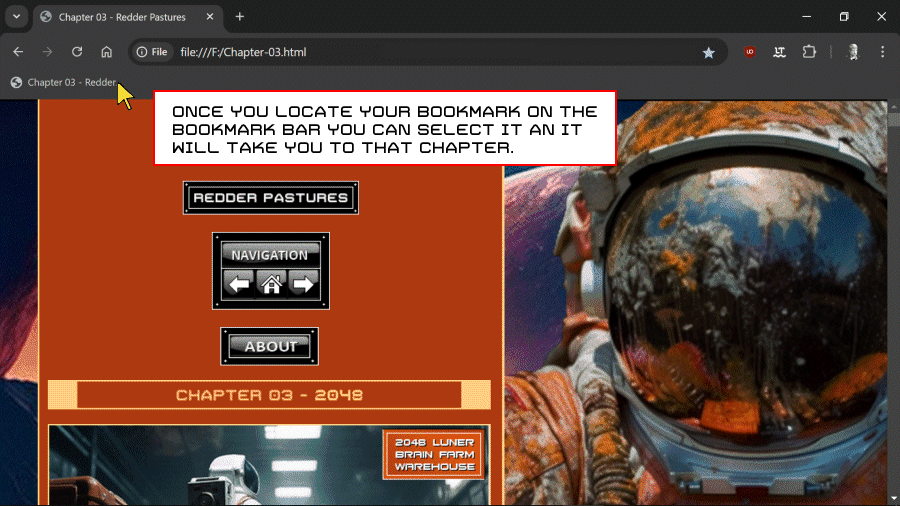 Chapter 03 - Redder Pastures
File
file:///F:/Chapter-03.html
Chapter 03 - Redder
ONCE YOU LOCATE YOUR BOOKMARK ON THE
BOOKMARK BAR YOU CAN SELECT IT AN IT
WILL TAKE YOU TO THAT CHAPTER.
REDDER PASTURES
NAVIGATION
ABOUT
CHAPTER 03 - 2048
2048 LUNER
BRAIN FARM
WAREHOUSE